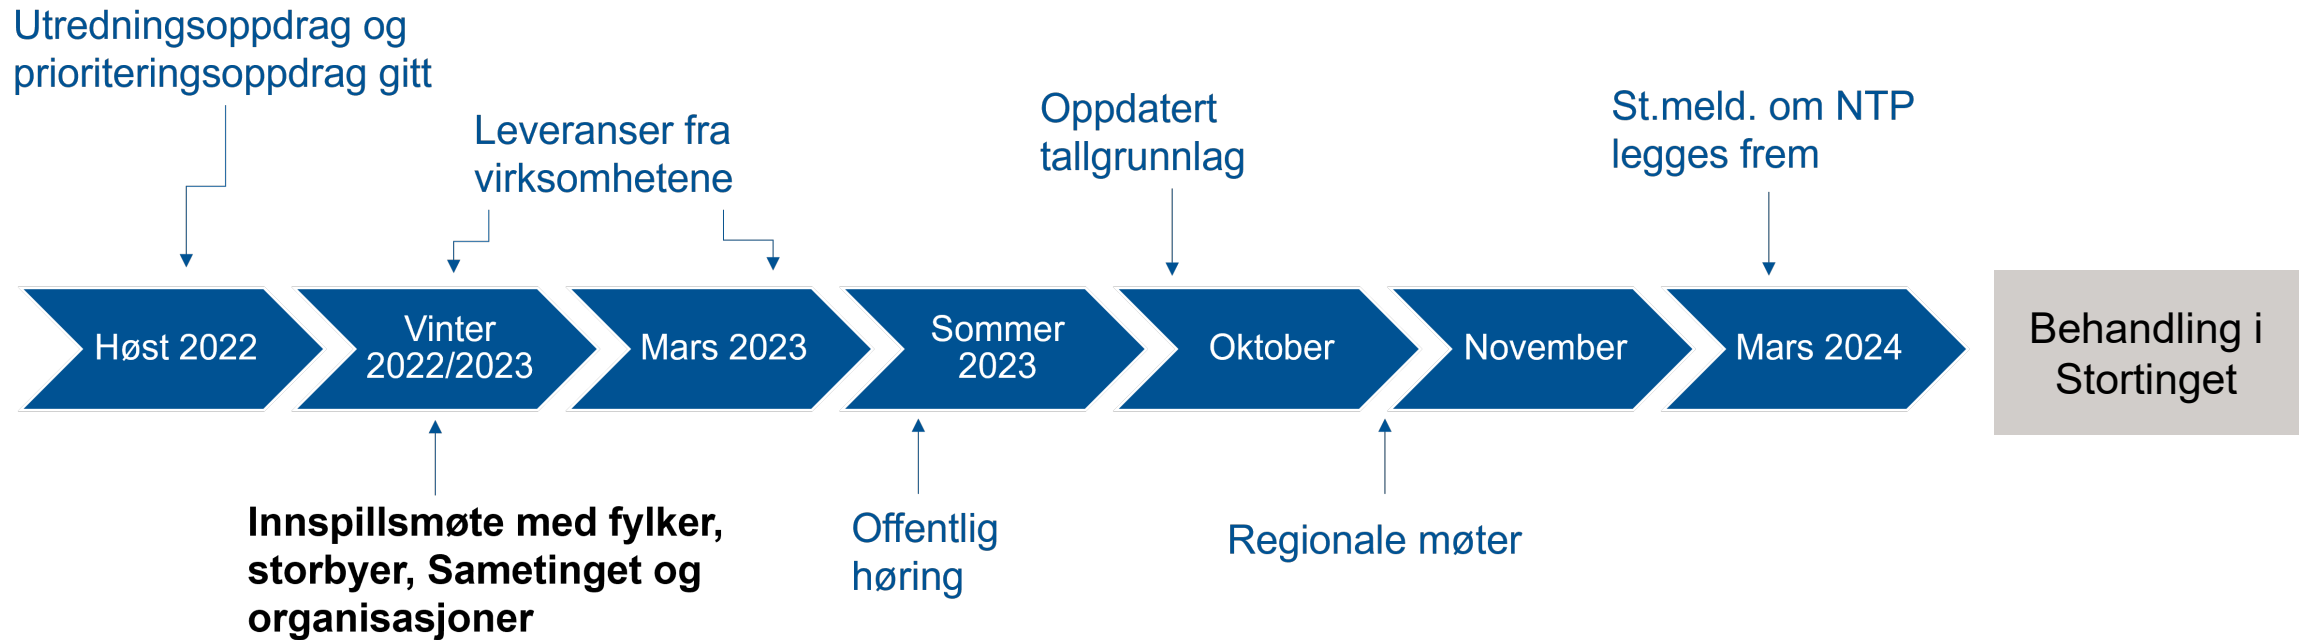 Utredningsoppdrag og
prioriteringsoppdrag gitt
Leveranser fra
virksomhetene
Oppdatert
tallgrunnlag
St.meld. om NTP
legges frem
Høst 2022
Vinter
2022/2023
Mars 2023
Sommer
2023
Oktober
November
Mars 2024
Behandling i
Stortinget
Innspillsmøte med fylker,
storbyer, Sametinget og
organisasjoner
Offentlig
høring
Regionale møter